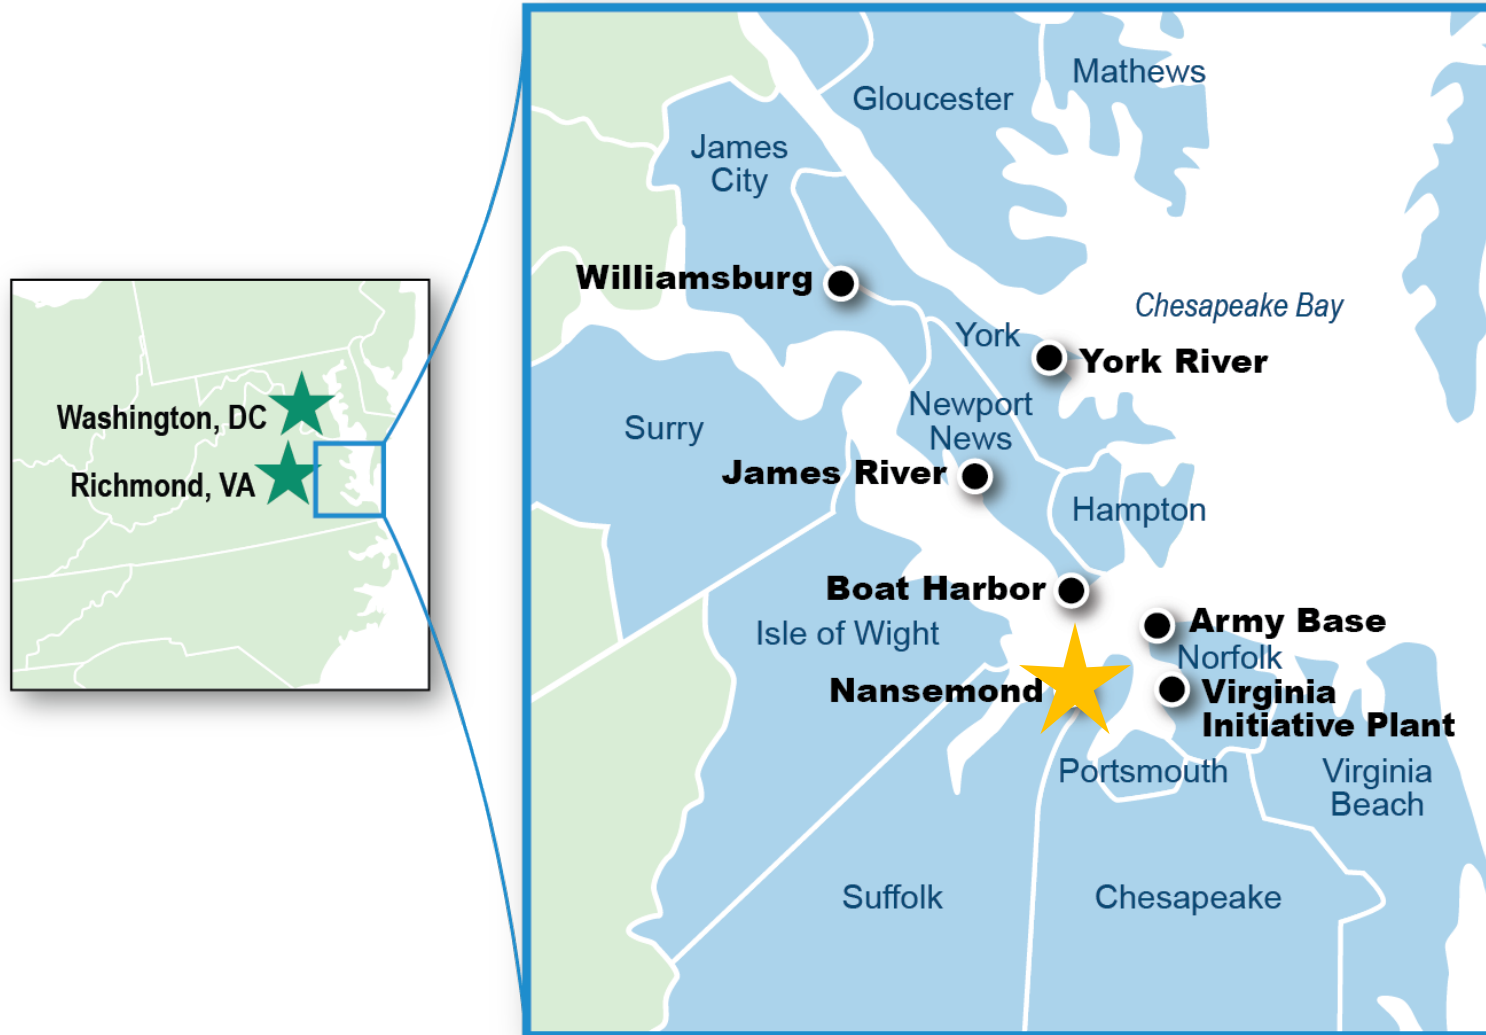 Washington, DC
Richmond, VA
Mathews
Gloucester
James
City
Williamsburg
Chesapeake Bay
York
York River
Newport
News
Surry
James River
Hampton
Boat Harbor
Army Base
Isle of Wight
Norfolk
Nansemond
Virginia
Initiative Plant
Portsmouth
Virginia
Beach
Suffolk
Chesapeake